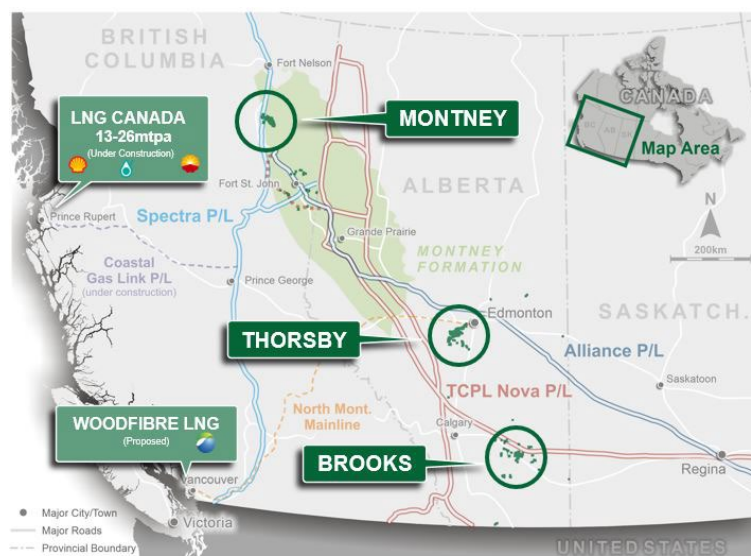 BRITISH
COLUMBIA
Fort Nelson
LNG CANADA
13-26mtpa
(Under Construction)
MONTNEY
CANADA
BC
AB
SK
Map Area
Fort St. John
ALBERTA
N
200km
Prince Rupert
Spectra P/L
Grande Prairie
MONTNEY
FORMATION
Coastal
Gas Link P/L
(under construction)
Prince George
SASKATCH.
Edmonton
THORSBY
Alliance P/L
Saskatoon
TCPL Nova P/L
North Mont.
Mainline
WOODFIBRE LNG
(Proposed)
Calgary
BROOKS
Regina
Vancouver
Major City/Town
Major Roads
Provincial Boundary
Victoria
UNITED STATES